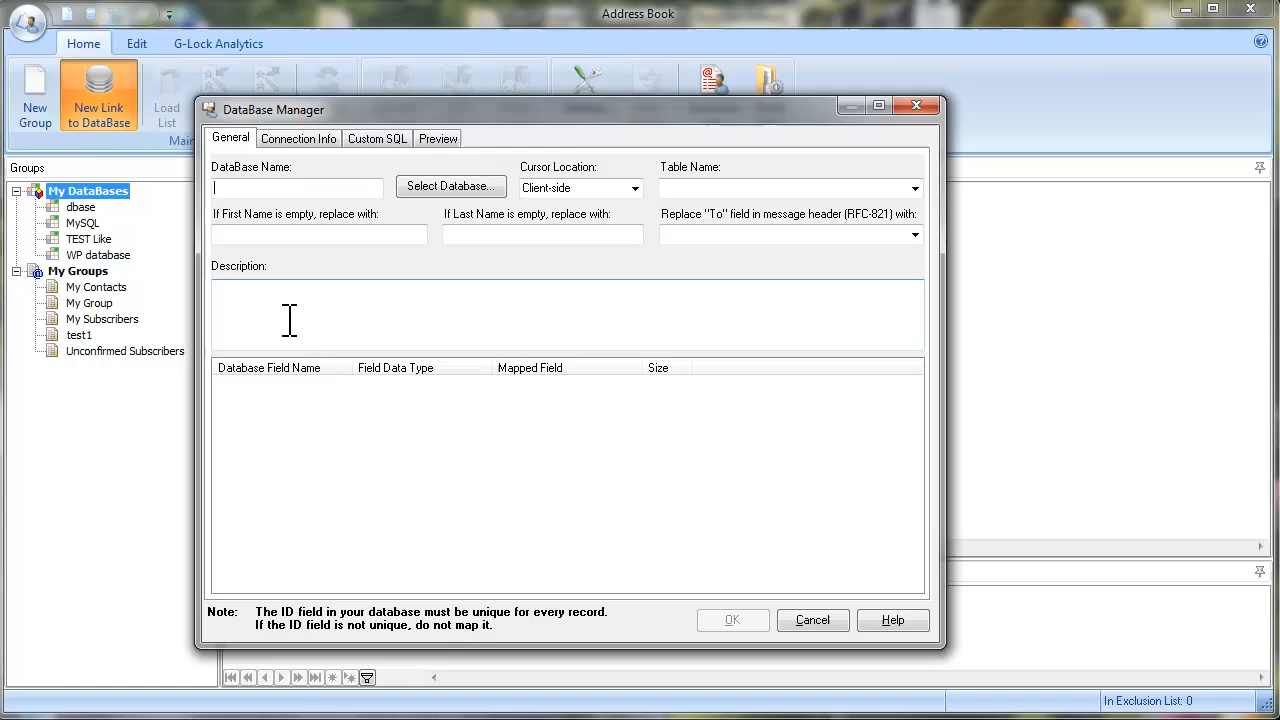 Address Book
Home Edit G-Lock Analytics
New Group
New Link to DataBase
Load List
Main
DataBase Manager
General Connection Info Custom SQL Preview
DataBase Name:
Select Database...
Cursor Location:
Client-side
Table Name:
If First Name is empty, replace with:
If Last Name is empty, replace with:
Replace "To" field in message header (RFC-821) with:
Description:
Database Field Name Field Data Type Mapped Field Size
Note: The ID field in your database must be unique for every record.
If the ID field is not unique, do not map it.
OK Cancel Help
Groups
My DataBases
dbase
MySQL
TEST Like
WP database
My Groups
My Contacts
My Group
My Subscribers
test1
Unconfirmed Subscribers
In Exclusion List: 0